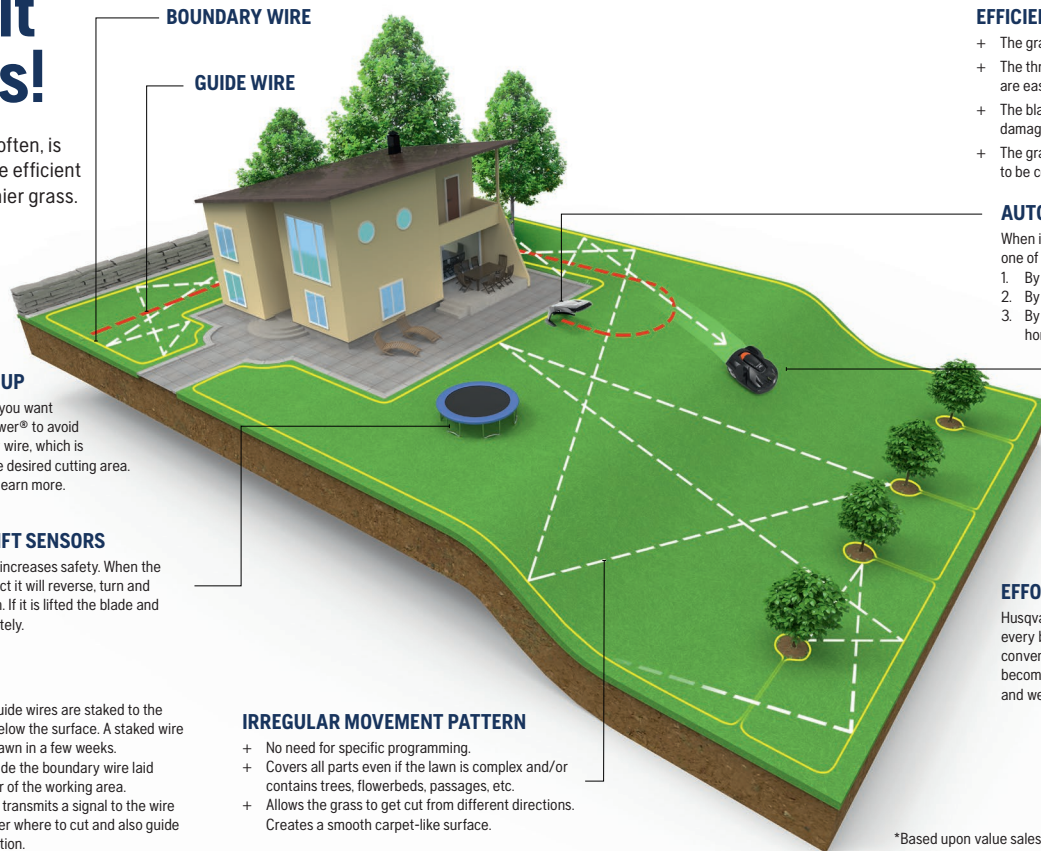 It
s!
BOUNDARY WIRE
GUIDE WIRE
often, is
e efficient
ier grass.
UP
you want
wer® to avoid
wire, which is
e desired cutting area.
earn more.
FT SENSORS
increases safety. When the
ct it will reverse, turn and
. If it is lifted the blade and
tely.
uide wires are staked to the
elow the surface. A staked wire
awn in a few weeks.
de the boundary wire laid
r of the working area.
transmits a signal to the wire
er where to cut and also guide
tion.
IRREGULAR MOVEMENT PATTERN
+ No need for specific programming.
+ Covers all parts even if the lawn is complex and/or
contains trees, flowerbeds, passages, etc.
+ Allows the grass to get cut from different directions.
Creates a smooth carpet-like surface.
EFFICIE
+ The gra
+ The thr
are eas
+ The bla
damag
+ The gra
to be c
AUTO
When i
one of
1. By
2. By
3. By
hor
EFFO
Husqva
every b
conver
becom
and we
*Based upon value sales